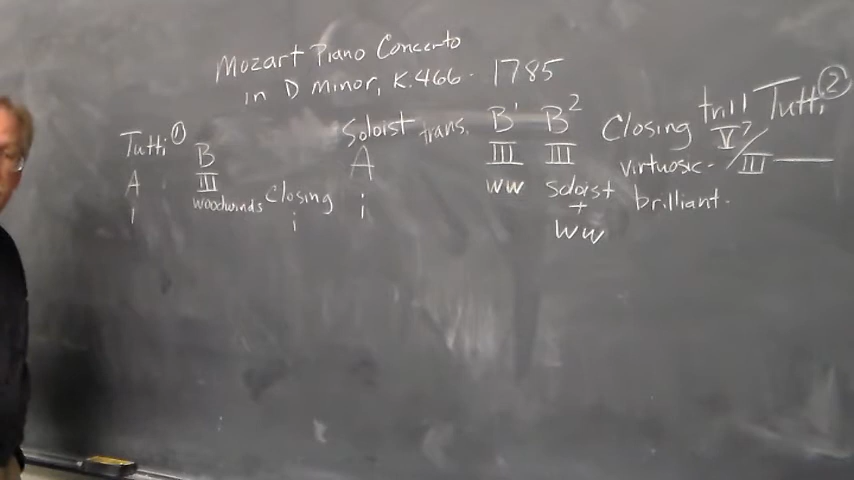 Mozart Piano Concerto
in D Minor, K.466. 1785
Tutti ① B Soloist trans. B¹ B² Closing trill Tutti ②
A III A III III virtuosic. V⁷/III
i woodwinds Closing i ww soloist brilliant.
i + ww